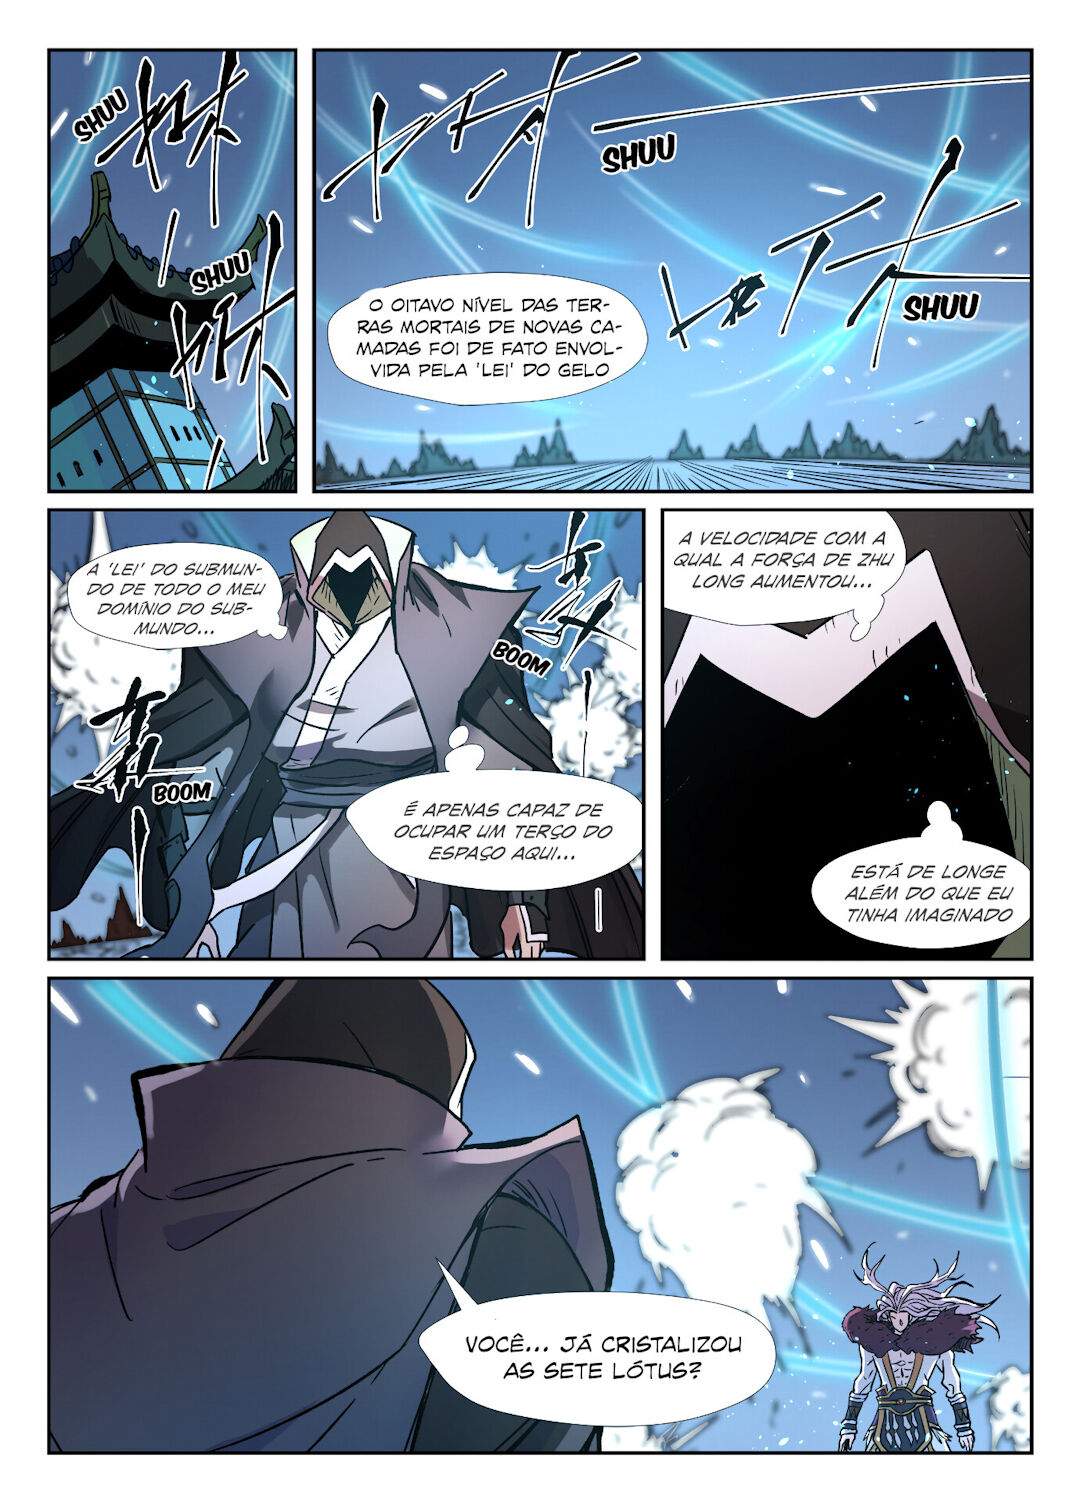 SHUU
SHUU
SHUU
SHUU
O OITAVO NÍVEL DAS TER-
RAS MORTAIS DE NOVAS CA-
MADAS FOI DE FATO ENVOL-
VIDA PELA 'LEI' DO GELO
A 'LEI' DO SUBMUN-
DO DE TODO O MEU
DOMÍNIO DO SUB-
MUNDO...
BOOM
BOOM
É APENAS CAPAZ DE
OCUPAR UM TERÇO DO
ESPAÇO AQUI...
A VELOCIDADE COM A
QUAL A FORÇA DE ZHU
LONG AUMENTOU...
ESTÁ DE LONGE
ALÉM DO QUE EU
TINHA IMAGINADO
VOCÊ... JÁ CRISTALIZOU
AS SETE LÓTUS?